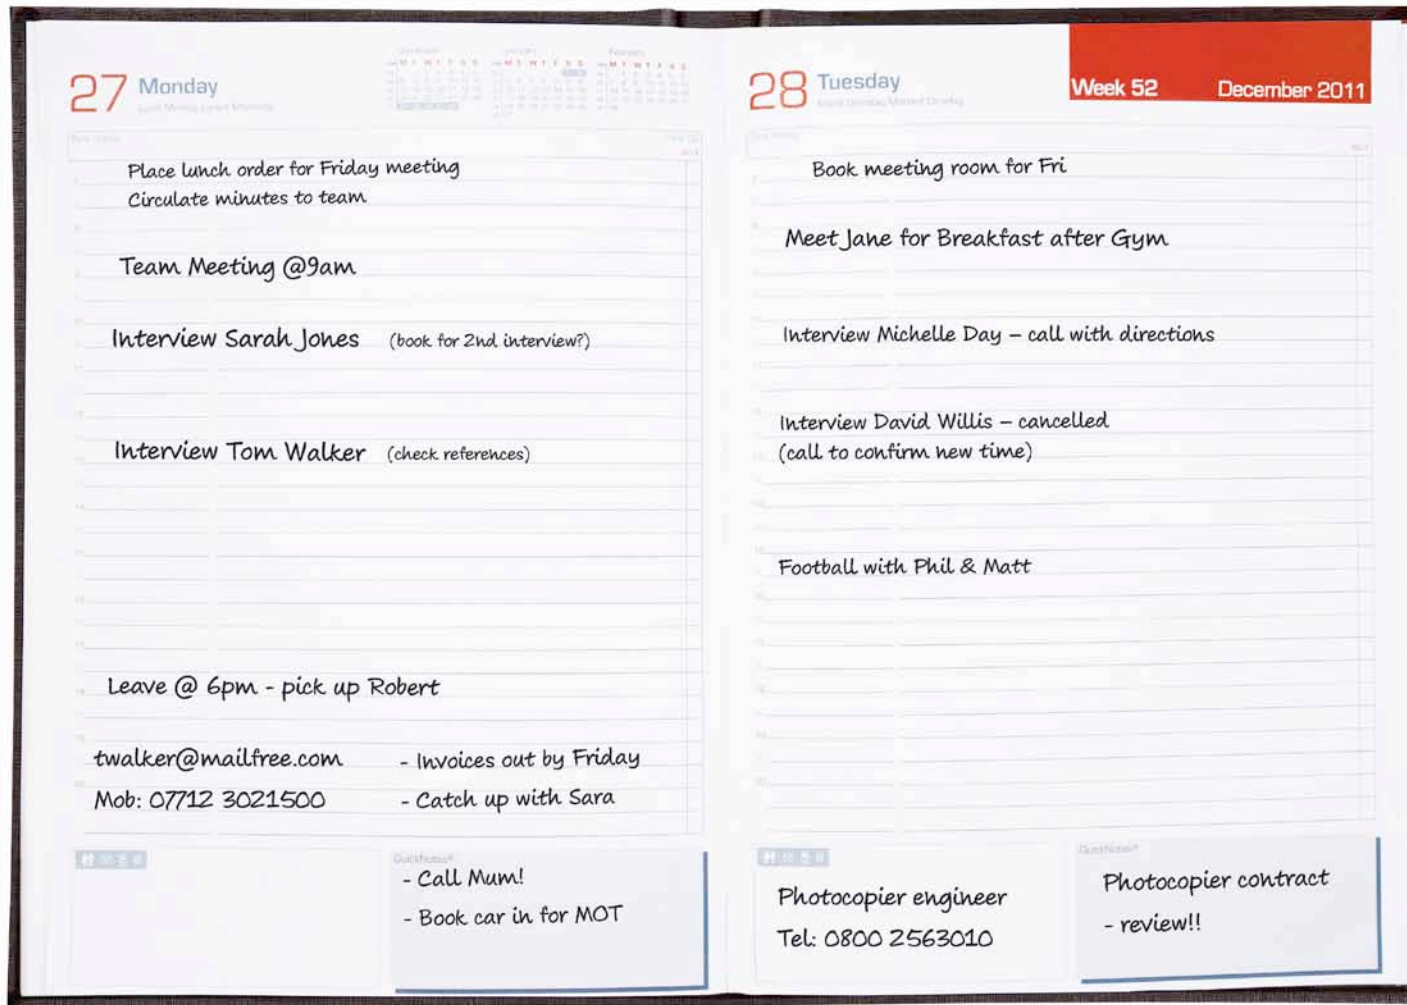 27 Monday
Place lunch order for Friday meeting
Circulate minutes to team
Team Meeting @9am
Interview Sarah Jones (book for 2nd interview?)
Interview Tom Walker (check references)
Leave @ 6pm - pick up Robert
twalker@mailfree.com - Invoices out by Friday
Mob: 07712 3021500 - Catch up with Sara
QuickNotes®
- Call Mum!
- Book car in for MOT
28 Tuesday
Week 52 December 2011
Book meeting room for Fri
Meet Jane for Breakfast after Gym
Interview Michelle Day – call with directions
Interview David Willis – cancelled
(call to confirm new time)
Football with Phil & Matt
Photocopier engineer
Tel: 0800 2563010
QuickNotes®
Photocopier contract
- review!!